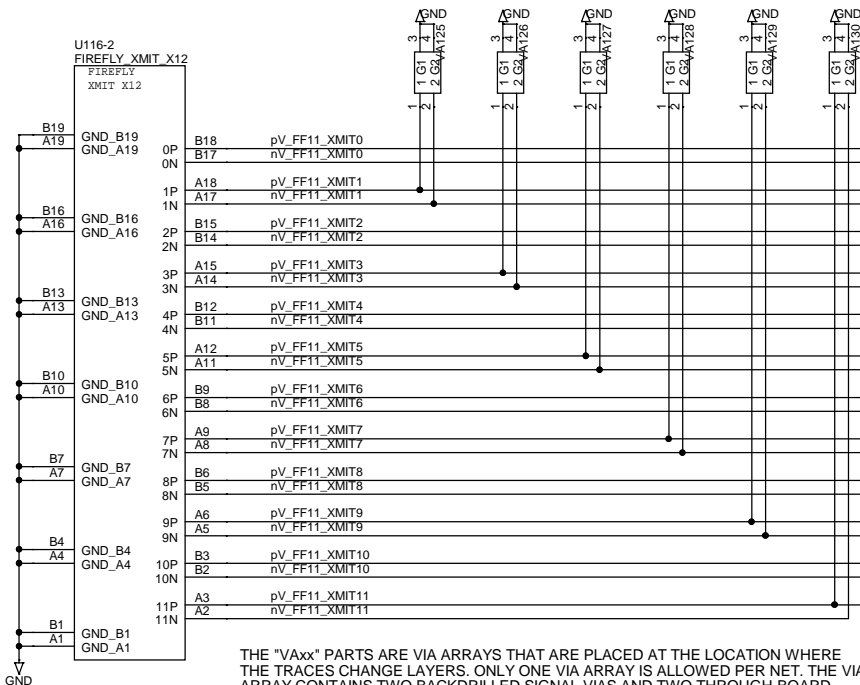 GND GND GND GND GND GND
3 4 VA125 3 4 VA126 3 4 VA127 3 4 VA128 3 4 VA129 3 4 VA130
1 G1 2 G2 1 G1 2 G2 1 G1 2 G2 1 G1 2 G2 1 G1 2 G2 1 G1 2 G2
1 2 1 2 1 2 1 2 1 2 1 2
U116-2
FIREFLY_XMIT_X12
FIREFLY
XMIT X12
B19 GND_B19
A19 GND_A19
0P B18 pV_FF11_XMIT0
0N B17 nV_FF11_XMIT0
1P A18 pV_FF11_XMIT1
1N A17 nV_FF11_XMIT1
B16 GND_B16
A16 GND_A16
2P B15 pV_FF11_XMIT2
2N B14 nV_FF11_XMIT2
3P A15 pV_FF11_XMIT3
3N A14 nV_FF11_XMIT3
B13 GND_B13
A13 GND_A13
4P B12 pV_FF11_XMIT4
4N B11 nV_FF11_XMIT4
5P A12 pV_FF11_XMIT5
5N A11 nV_FF11_XMIT5
B10 GND_B10
A10 GND_A10
6P B9 pV_FF11_XMIT6
6N B8 nV_FF11_XMIT6
7P A9 pV_FF11_XMIT7
7N A8 nV_FF11_XMIT7
B7 GND_B7
A7 GND_A7
8P B6 pV_FF11_XMIT8
8N B5 nV_FF11_XMIT8
9P A6 pV_FF11_XMIT9
9N A5 nV_FF11_XMIT9
B4 GND_B4
A4 GND_A4
10P B3 pV_FF11_XMIT10
10N B2 nV_FF11_XMIT10
11P A3 pV_FF11_XMIT11
11N A2 nV_FF11_XMIT11
B1 GND_B1
A1 GND_A1
GND
THE "VAxx" PARTS ARE VIA ARRAYS THAT ARE PLACED AT THE LOCATION WHERE
THE TRACES CHANGE LAYERS. ONLY ONE VIA ARRAY IS ALLOWED PER NET. THE VIA
ARRAY CONTAINS TWO BACKDRILLED SIGNAL VIAS AND TWO THROUGH BOARD